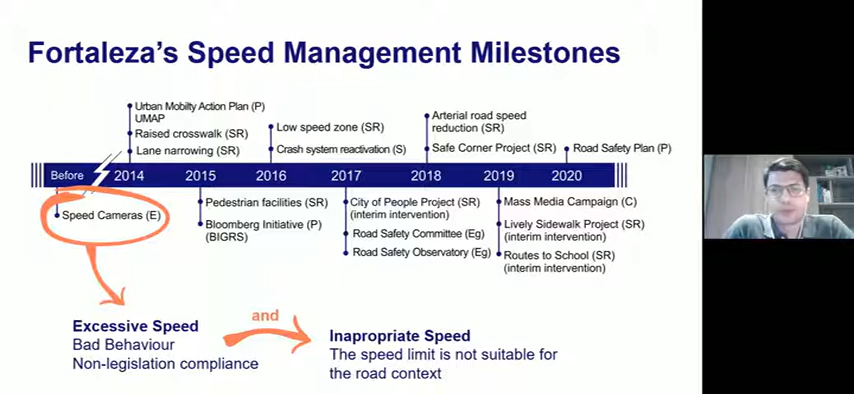 Fortaleza's Speed Management Milestones
Urban Mobilty Action Plan (P)
UMAP
Raised crosswalk (SR)
Lane narrowing (SR)
Low speed zone (SR)
Crash system reactivation (S)
Arterial road speed
reduction (SR)
Safe Corner Project (SR)
Road Safety Plan (P)
Before
2014
2015
2016
2017
2018
2019
2020
Speed Cameras (E)
Pedestrian facilities (SR)
Bloomberg Initiative (P)
(BIGRS)
City of People Project (SR)
(interim intervention)
Road Safety Committee (Eg)
Road Safety Observatory (Eg)
Mass Media Campaign (C)
Lively Sidewalk Project (SR)
(interim intervention)
Routes to School (SR)
(interim intervention)
Excessive Speed
Bad Behaviour
Non-legislation compliance
and
Inapropriate Speed
The speed limit is not suitable for
the road context